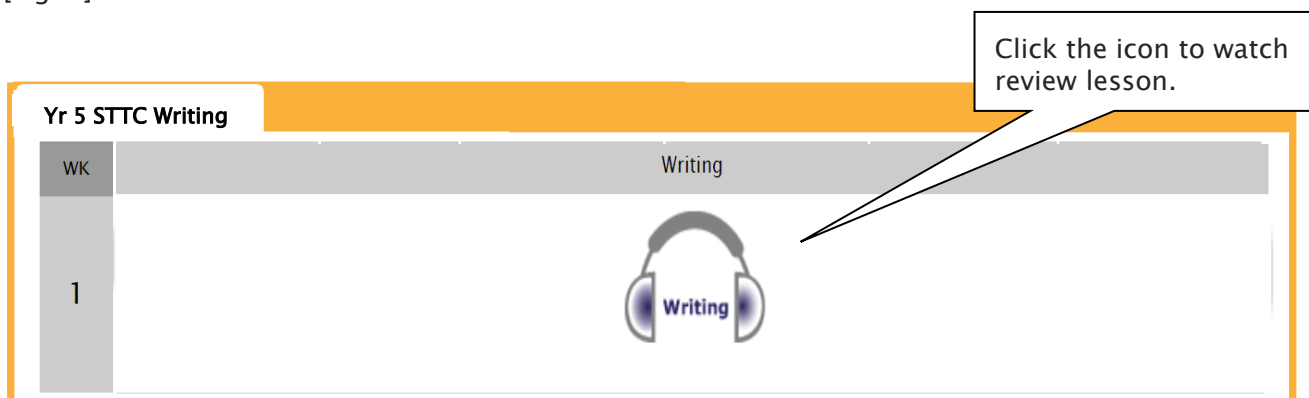 Click the icon to watch
review lesson.
Yr 5 STTC Writing
WK
Writing
1
Writing